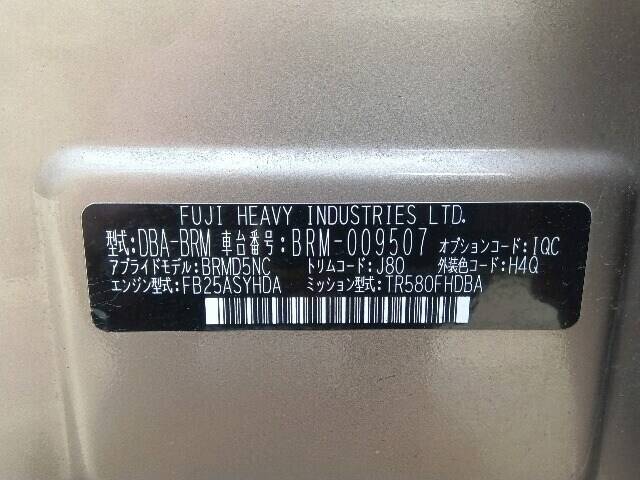 FUJI HEAVY INDUSTRIES LTD.
型式:DBA-BRM 車台番号:BRM-009507 オプションコード:IQC
アプライドモデル:BRMD5NC トリムコード:J80 外装色コード:H4Q
エンジン型式:FB25ASYHDA ミッション型式:TR580FHDBA